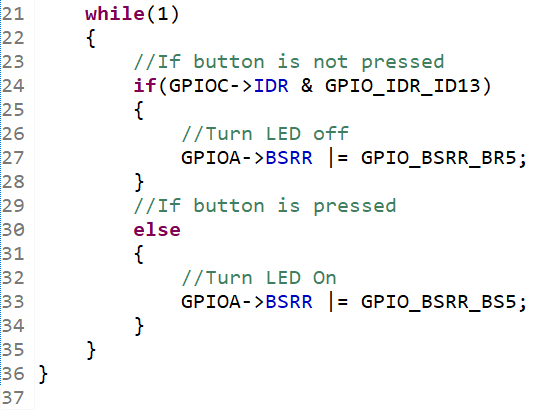 21     while(1)
22     {
23         //If button is not pressed
24         if(GPIOC->IDR & GPIO_IDR_ID13)
25         {
26             //Turn LED off
27             GPIOA->BSRR |= GPIO_BSRR_BR5;
28         }
29         //If button is pressed
30         else
31         {
32             //Turn LED On
33             GPIOA->BSRR |= GPIO_BSRR_BS5;
34         }
35     }
36 }
37